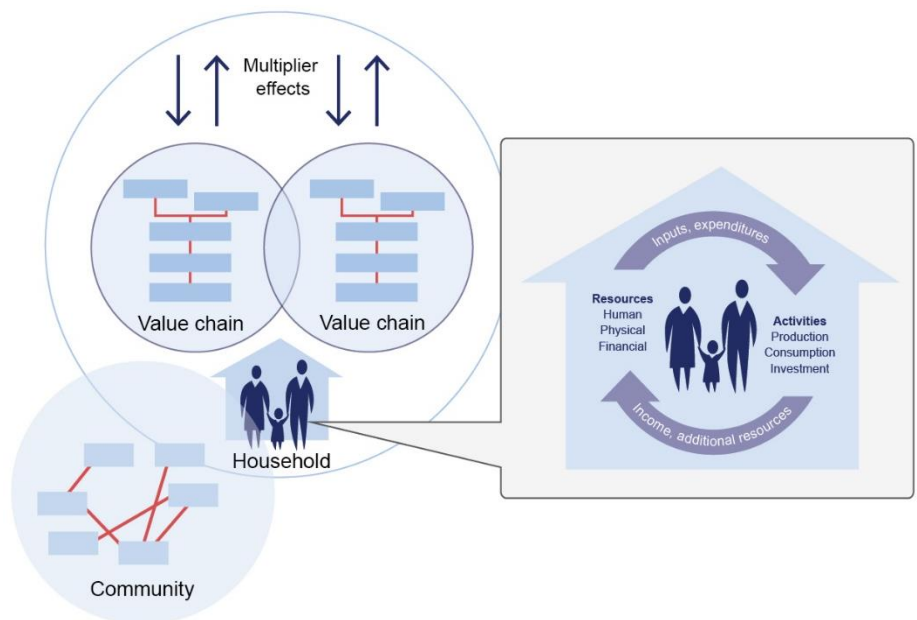 Multiplier
effects
Value chain
Value chain
Household
Community
Inputs, expenditures
Resources
Human
Physical
Financial
Activities
Production
Consumption
Investment
Income, additional resources